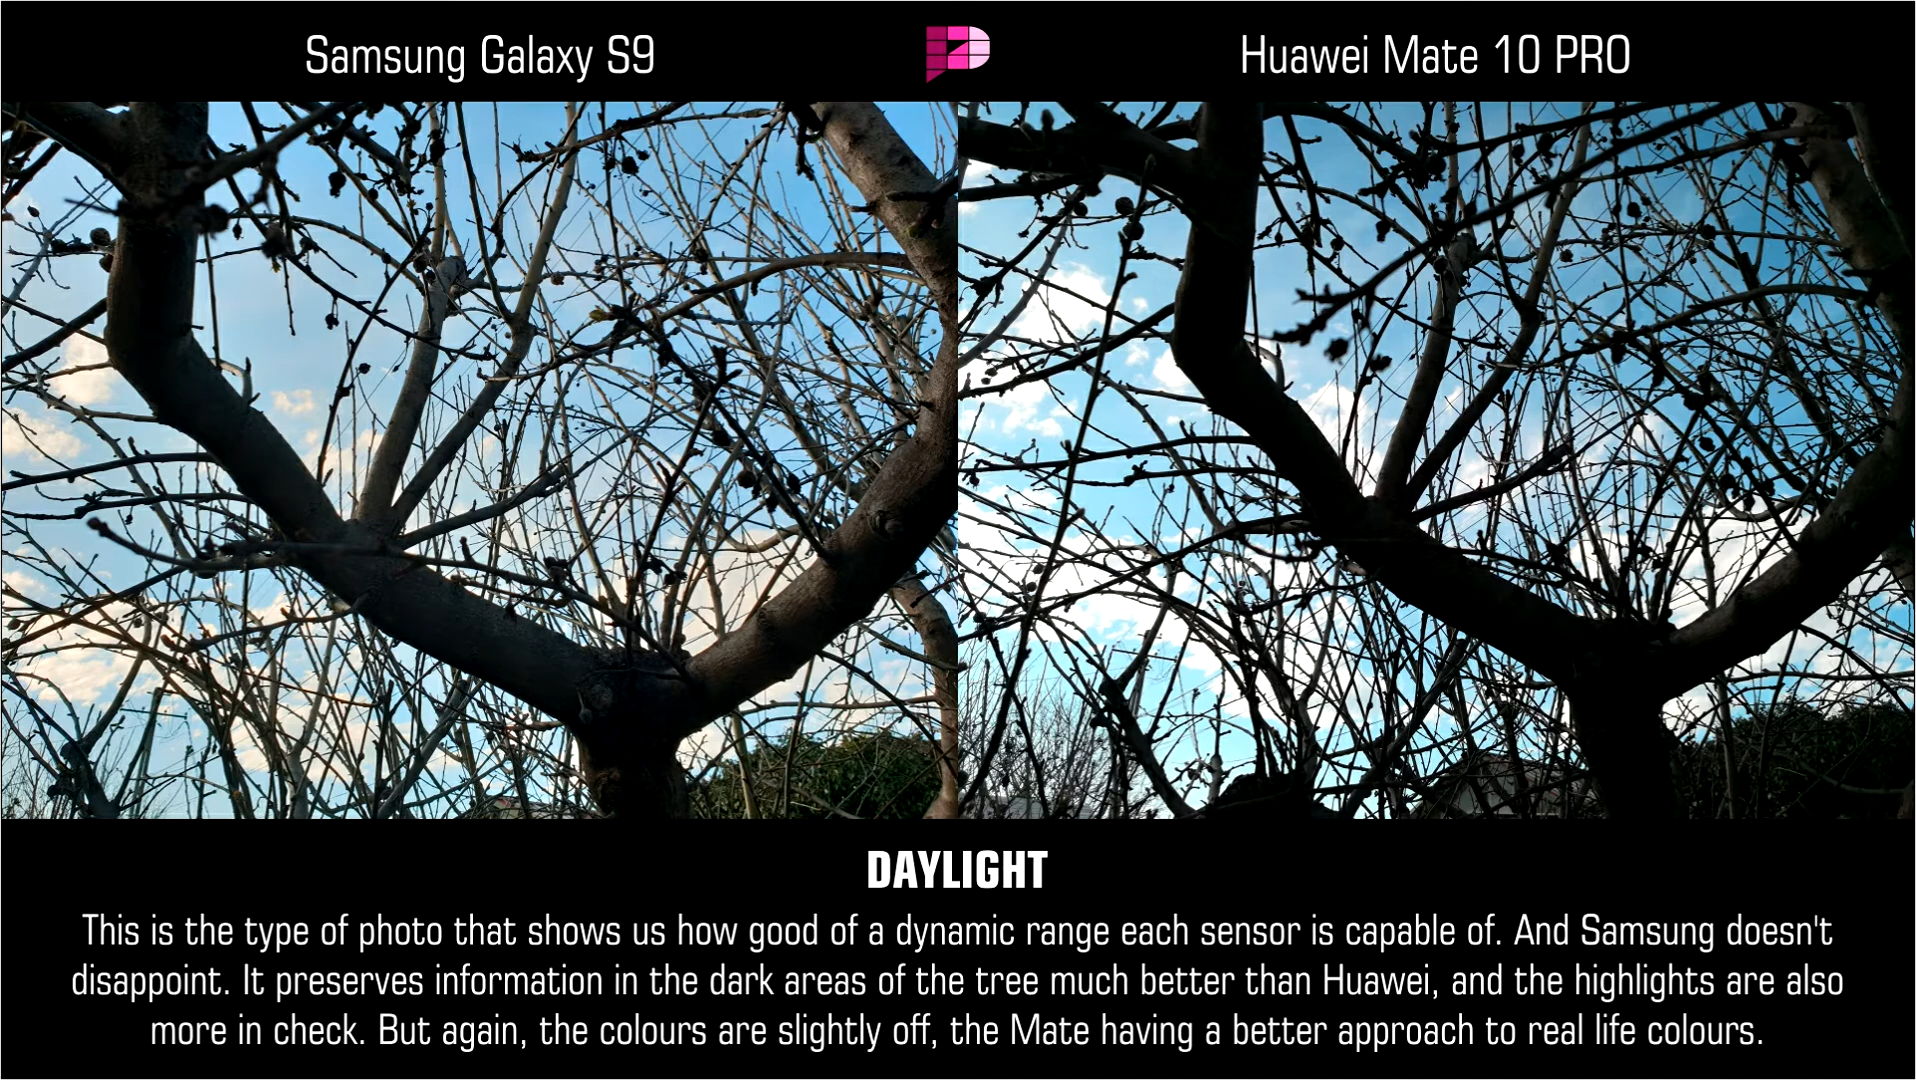 Samsung Galaxy S9
Huawei Mate 10 PRO
DAYLIGHT
This is the type of photo that shows us how good of a dynamic range each sensor is capable of. And Samsung doesn't
disappoint. It preserves information in the dark areas of the tree much better than Huawei, and the highlights are also
more in check. But again, the colours are slightly off, the Mate having a better approach to real life colours.